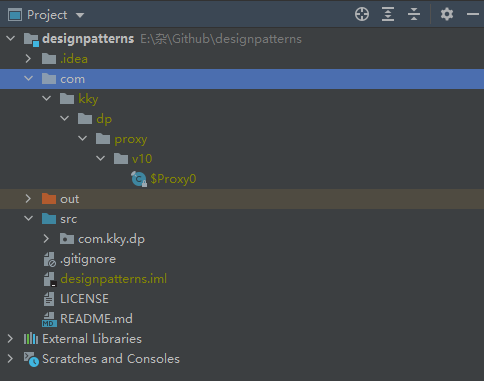 Project
designpatterns E:\杂\Github\designpatterns
.idea
com
kky
dp
proxy
v10
$Proxy0
out
src
com.kky.dp
.gitignore
designpatterns.iml
LICENSE
README.md
External Libraries
Scratches and Consoles